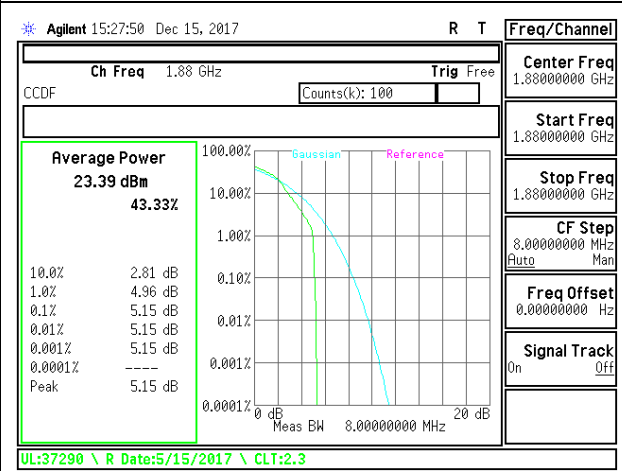 Agilent 15:27:50 Dec 15, 2017 R T
Ch Freq 1.88 GHz Trig Free
CCDF Counts(k): 100
Average Power
23.39 dBm
43.33%
10.0% 2.81 dB
1.0% 4.96 dB
0.1% 5.15 dB
0.01% 5.15 dB
0.001% 5.15 dB
0.0001% ----
Peak 5.15 dB
Gaussian Reference
100.00%
10.00%
1.00%
0.10%
0.01%
0.001%
0.0001%
0 dB 20 dB
Meas BW 8.00000000 MHz
Freq/Channel
Center Freq
1.88000000 GHz
Start Freq
1.88000000 GHz
Stop Freq
1.88000000 GHz
CF Step
8.00000000 MHz
Auto Man
Freq Offset
0.00000000 Hz
Signal Track
On Off
UL:37290 \ R Date:5/15/2017 \ CLT:2.3